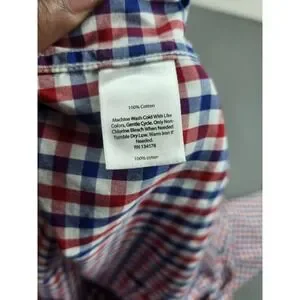 100% Cotton
Machine Wash Cold With Like
Colors, Gentle Cycle, Only Non-
Chlorine Bleach When Needed
Tumble Dry Low, Warm Iron If
Needed.
RN 134178
100% cotton